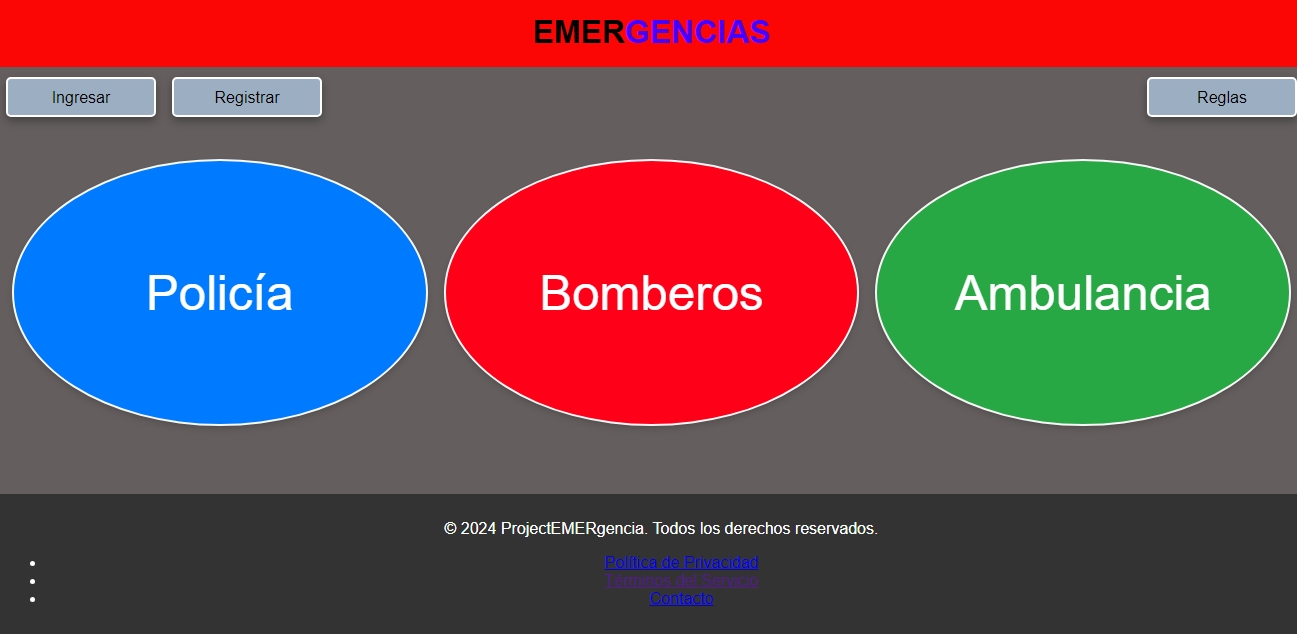 EMERGENCIAS
Ingresar Registrar Reglas
Policía Bomberos Ambulancia
© 2024 ProjectEMERgencia. Todos los derechos reservados.
Política de Privacidad
Términos del Servicio
Contacto